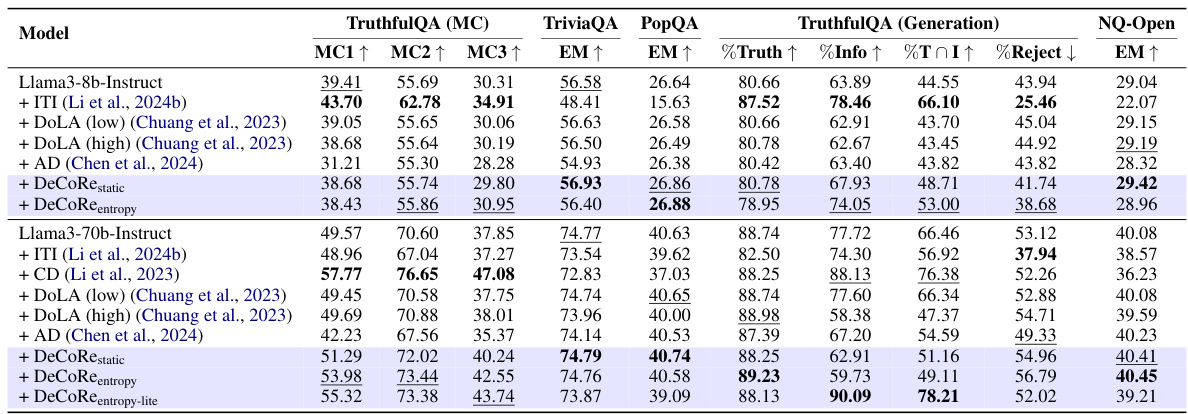 Model TruthfulQA (MC) TriviaQA PopQA TruthfulQA (Generation) NQ-Open
MC1 ↑ MC2 ↑ MC3 ↑ EM ↑ EM ↑ %Truth ↑ %Info ↑ %T ∩ I ↑ %Reject ↓ EM ↑
Llama3-8b-Instruct 39.41 55.69 30.31 56.58 26.64 80.66 63.89 44.55 43.94 29.04
+ ITI (Li et al., 2024b) 43.70 62.78 34.91 48.41 15.63 87.52 78.46 66.10 25.46 22.07
+ DoLA (low) (Chuang et al., 2023) 39.05 55.65 30.06 56.63 26.58 80.66 62.91 43.70 45.04 29.15
+ DoLA (high) (Chuang et al., 2023) 38.68 55.64 30.19 56.50 26.49 80.78 62.67 43.45 44.92 29.19
+ AD (Chen et al., 2024) 31.21 55.30 28.28 54.93 26.38 80.42 63.40 43.82 43.82 28.32
+ DeCoRe static 38.68 55.74 29.80 56.93 26.86 80.78 67.93 48.71 41.74 29.42
+ DeCoRe entropy 38.43 55.86 30.95 56.40 26.88 78.95 74.05 53.00 38.68 28.96
Llama3-70b-Instruct 49.57 70.60 37.85 74.77 40.63 88.74 77.72 66.46 53.12 40.08
+ ITI (Li et al., 2024b) 48.96 67.04 37.27 73.54 39.62 82.50 74.30 56.92 37.94 38.57
+ CD (Li et al., 2023) 57.77 76.65 47.08 72.83 37.03 88.25 88.13 76.38 52.26 36.23
+ DoLA (low) (Chuang et al., 2023) 49.45 70.58 37.75 74.74 40.65 88.74 77.60 66.34 52.88 40.08
+ DoLA (high) (Chuang et al., 2023) 49.69 70.88 38.01 73.96 40.00 88.98 58.38 47.37 54.71 39.59
+ AD (Chen et al., 2024) 42.23 67.56 35.37 74.14 40.53 87.39 67.20 54.59 49.33 40.23
+ DeCoRe static 51.29 72.02 40.24 74.79 40.74 88.25 62.91 51.16 54.96 40.41
+ DeCoRe entropy 53.98 73.44 42.55 74.76 40.58 89.23 59.73 49.11 56.79 40.45
+ DeCoRe entropy-lite 55.32 73.38 43.74 73.87 39.09 88.13 90.09 78.21 52.02 39.21